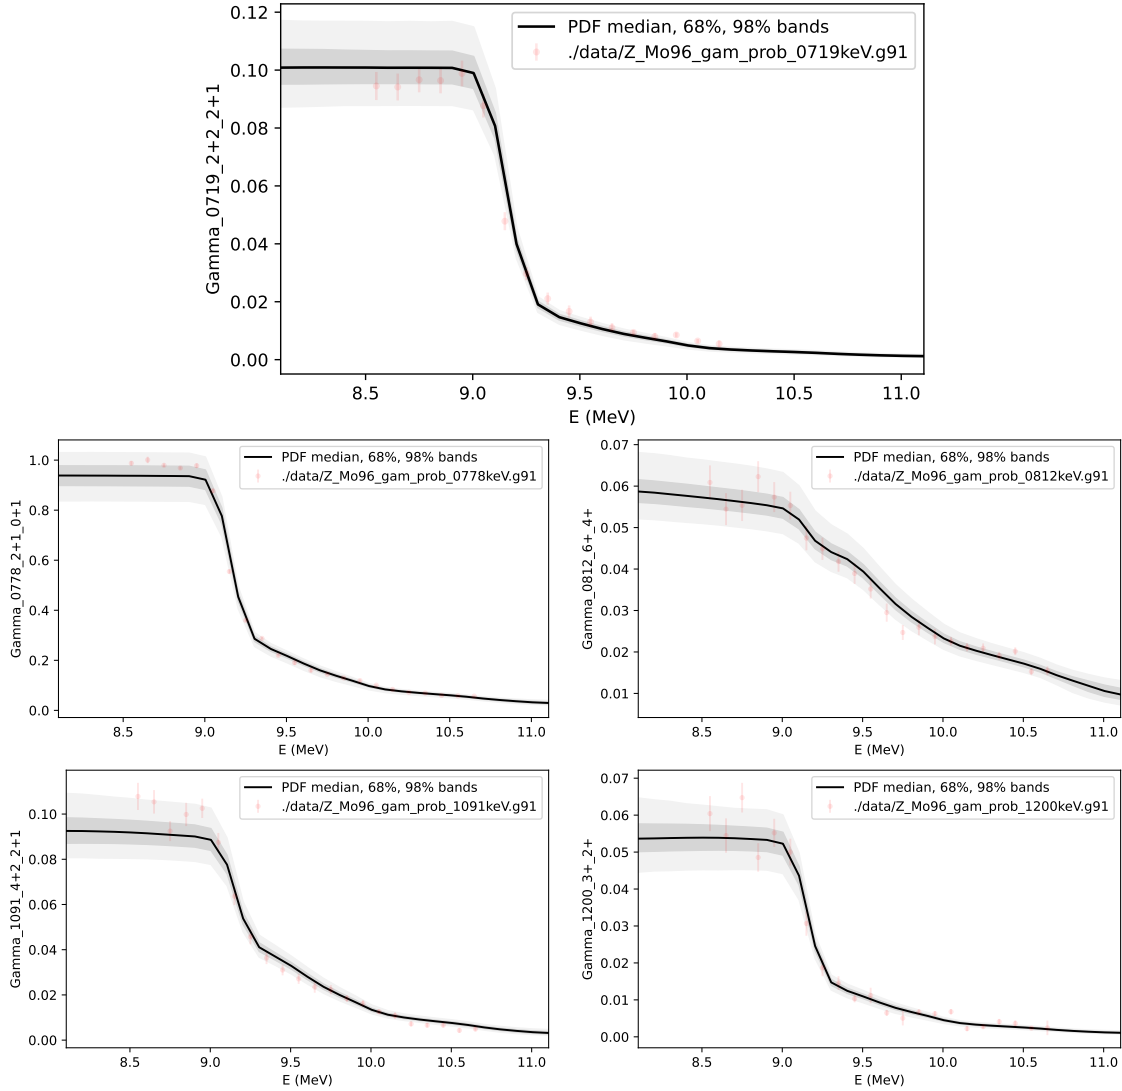 0.12
0.10
0.08
0.06
0.04
0.02
0.00
Gamma_0719_2+2_2+1
PDF median, 68%, 98% bands
./data/Z_Mo96_gam_prob_0719keV.g91
8.5 9.0 9.5 10.0 10.5 11.0
E (MeV)
1.0
0.8
0.6
0.4
0.2
0.0
Gamma_0778_2+1_0+1
PDF median, 68%, 98% bands
./data/Z_Mo96_gam_prob_0778keV.g91
8.5 9.0 9.5 10.0 10.5 11.0
E (MeV)
0.07
0.06
0.05
0.04
0.03
0.02
0.01
Gamma_0812_6+_4+
PDF median, 68%, 98% bands
./data/Z_Mo96_gam_prob_0812keV.g91
8.5 9.0 9.5 10.0 10.5 11.0
E (MeV)
0.10
0.08
0.06
0.04
0.02
0.00
Gamma_1091_4+2_2+1
PDF median, 68%, 98% bands
./data/Z_Mo96_gam_prob_1091keV.g91
8.5 9.0 9.5 10.0 10.5 11.0
E (MeV)
0.07
0.06
0.05
0.04
0.03
0.02
0.01
0.00
Gamma_1200_3+_2+
PDF median, 68%, 98% bands
./data/Z_Mo96_gam_prob_1200keV.g91
8.5 9.0 9.5 10.0 10.5 11.0
E (MeV)